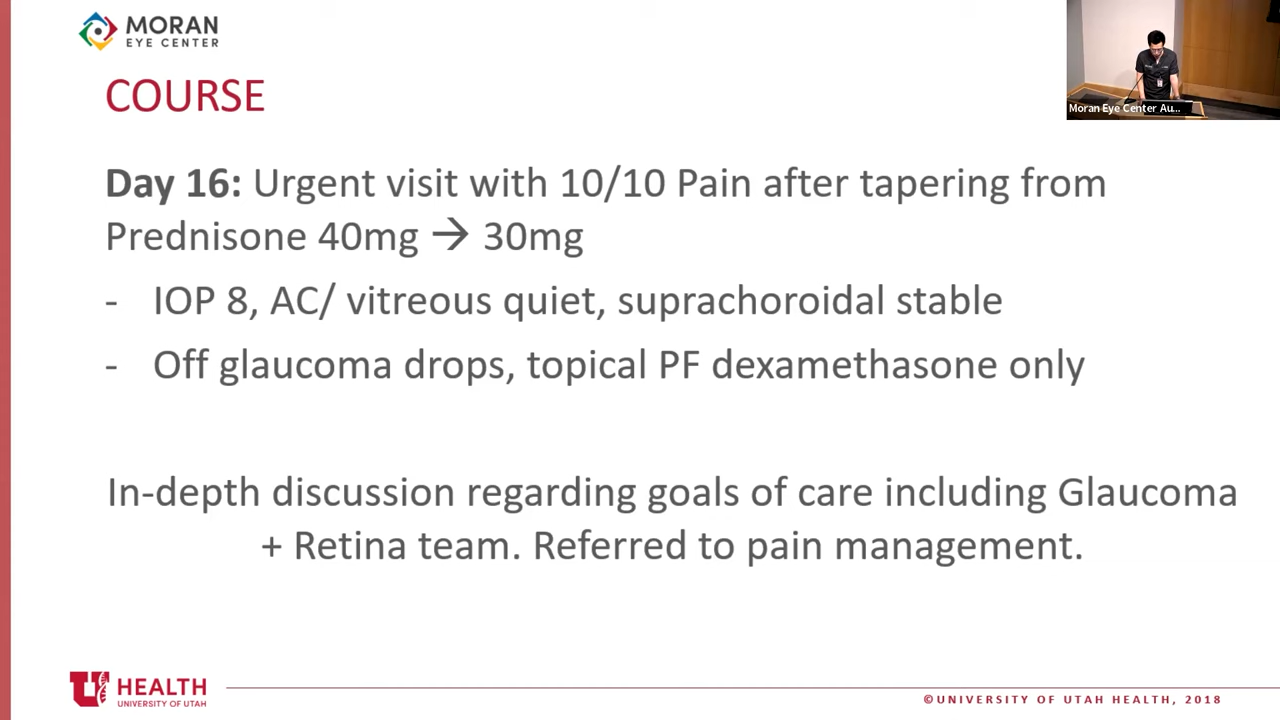 MORAN
EYE CENTER
Moran Eye Center Au...
COURSE
Day 16: Urgent visit with 10/10 Pain after tapering from
Prednisone 40mg → 30mg
- IOP 8, AC/ vitreous quiet, suprachoroidal stable
- Off glaucoma drops, topical PF dexamethasone only
In-depth discussion regarding goals of care including Glaucoma
+ Retina team. Referred to pain management.
U HEALTH
UNIVERSITY OF UTAH
©UNIVERSITY OF UTAH HEALTH, 2018